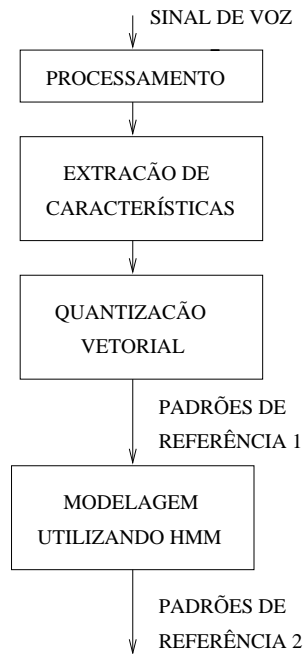 SINAL DE VOZ
PROCESSAMENTO
EXTRACÃO DE
CARACTERÍSTICAS
QUANTIZACÃO
VETORIAL
PADRÕES DE
REFERÊNCIA 1
MODELAGEM
UTILIZANDO HMM
PADRÕES DE
REFERÊNCIA 2